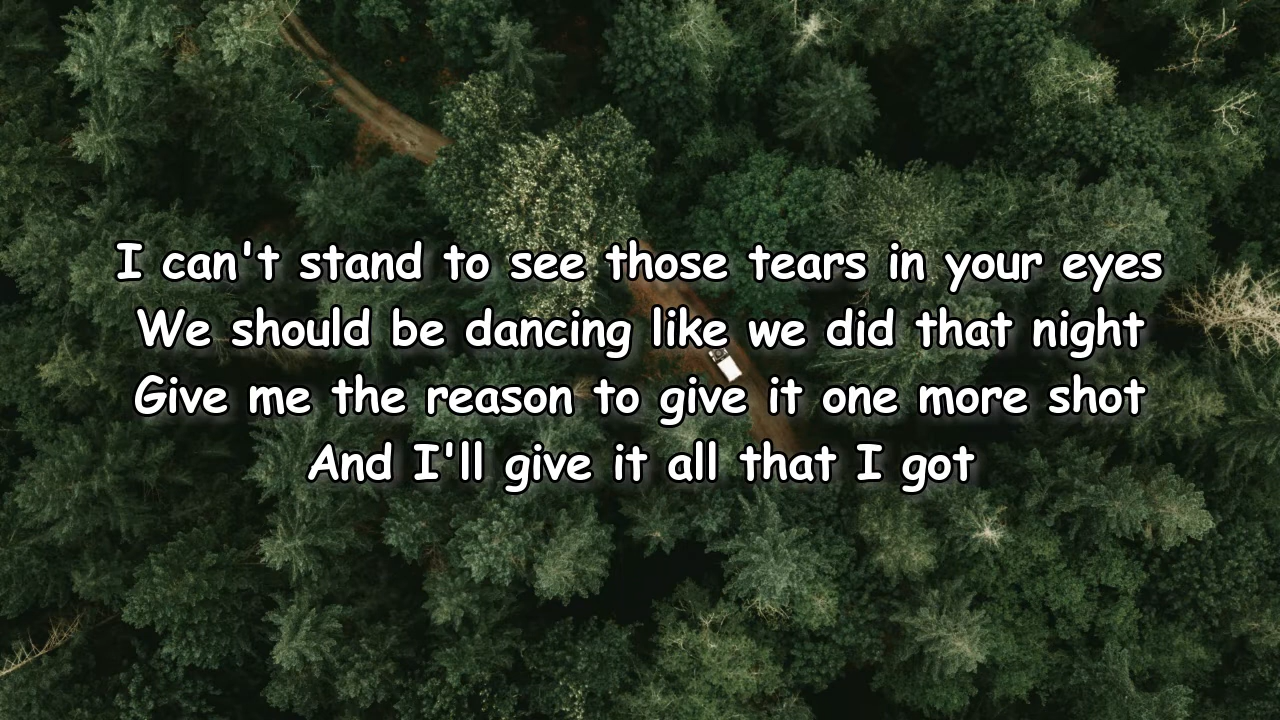 I can't stand to see those tears in your eyes
We should be dancing like we did that night
Give me the reason to give it one more shot
And I'll give it all that I got